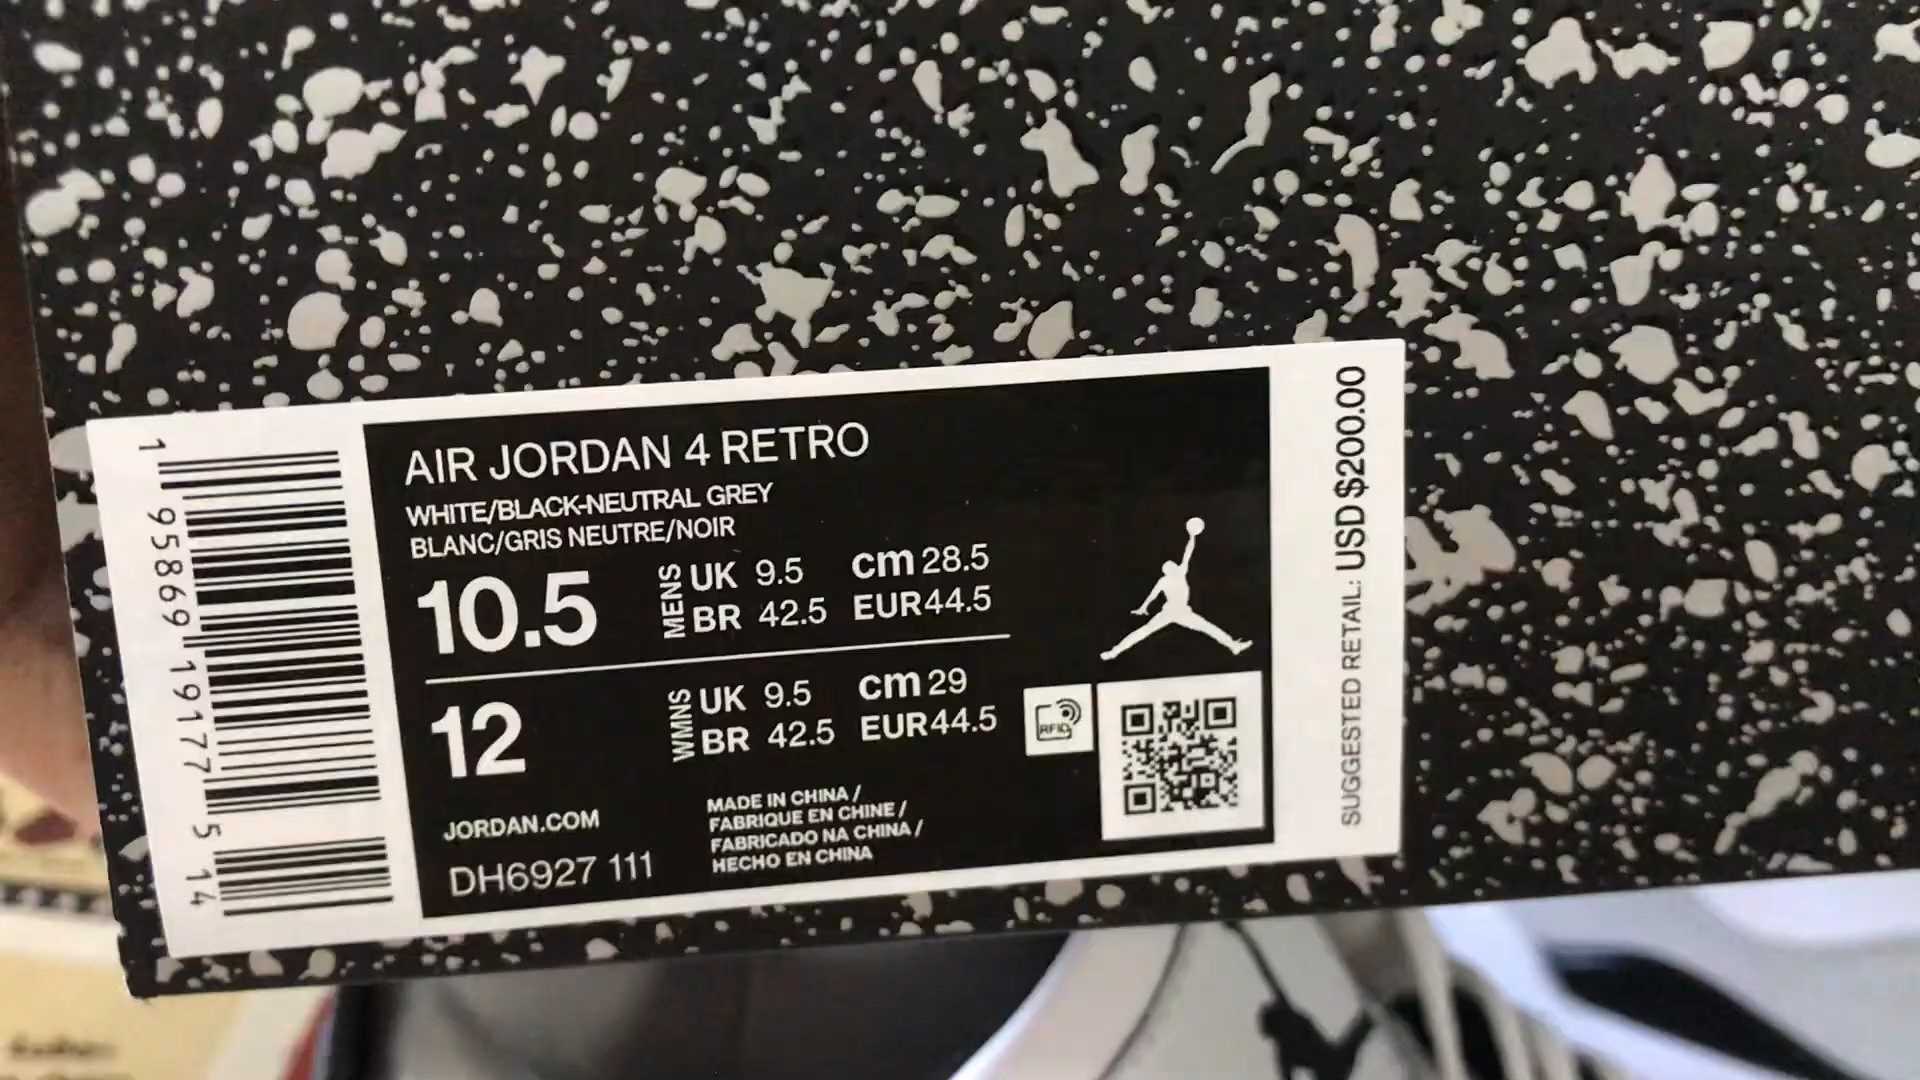 AIR JORDAN 4 RETRO
WHITE/BLACK-NEUTRAL GREY
BLANC/GRIS NEUTRE/NOIR
10.5 MENS UK 9.5 cm 28.5
BR 42.5 EUR 44.5
12 WMNS UK 9.5 cm 29
BR 42.5 EUR 44.5
RFID
JORDAN.COM
DH6927 111
MADE IN CHINA /
FABRIQUE EN CHINE /
FABRICADO NA CHINA /
HECHO EN CHINA
1 95869 19177 5 14
SUGGESTED RETAIL: USD $200.00